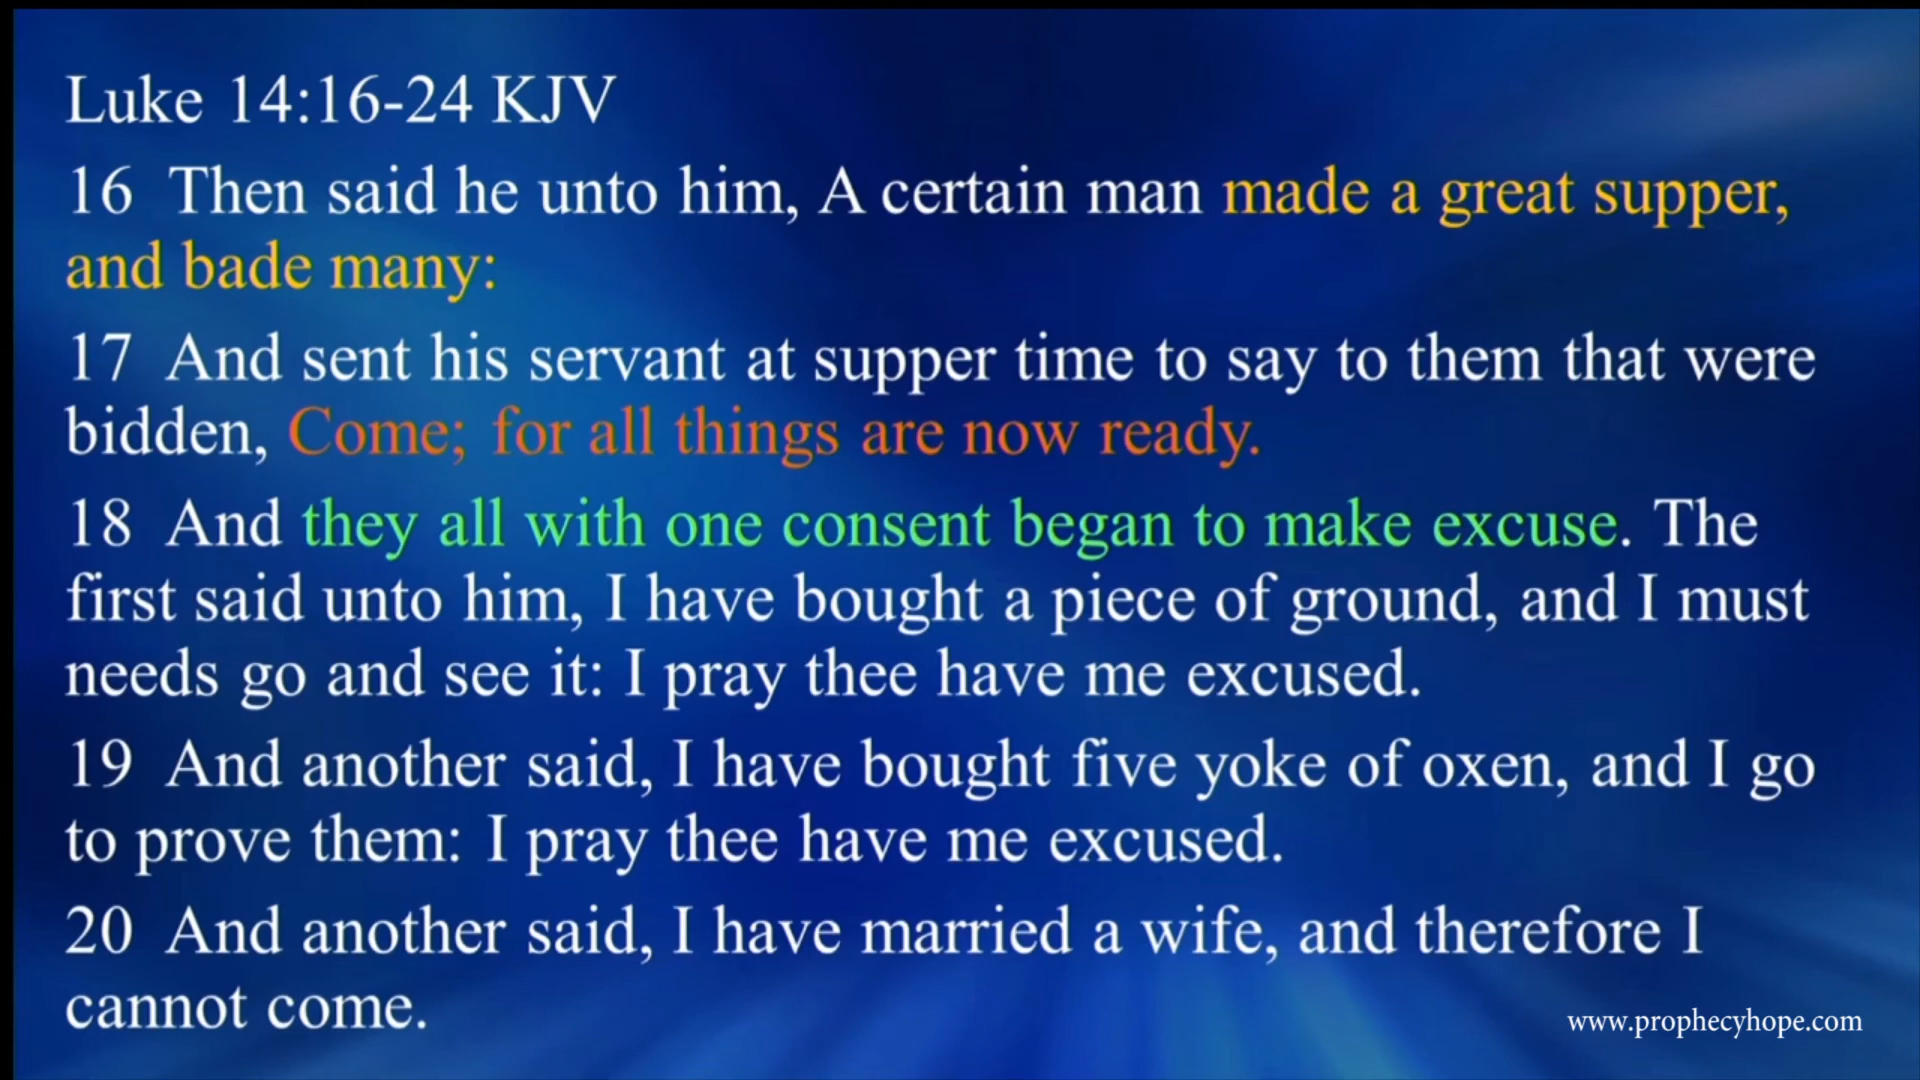 Luke 14:16-24 KJV
16 Then said he unto him, A certain man made a great supper,
and bade many:
17 And sent his servant at supper time to say to them that were
bidden, Come; for all things are now ready.
18 And they all with one consent began to make excuse. The
first said unto him, I have bought a piece of ground, and I must
needs go and see it: I pray thee have me excused.
19 And another said, I have bought five yoke of oxen, and I go
to prove them: I pray thee have me excused.
20 And another said, I have married a wife, and therefore I
cannot come.
www.prophecyhope.com